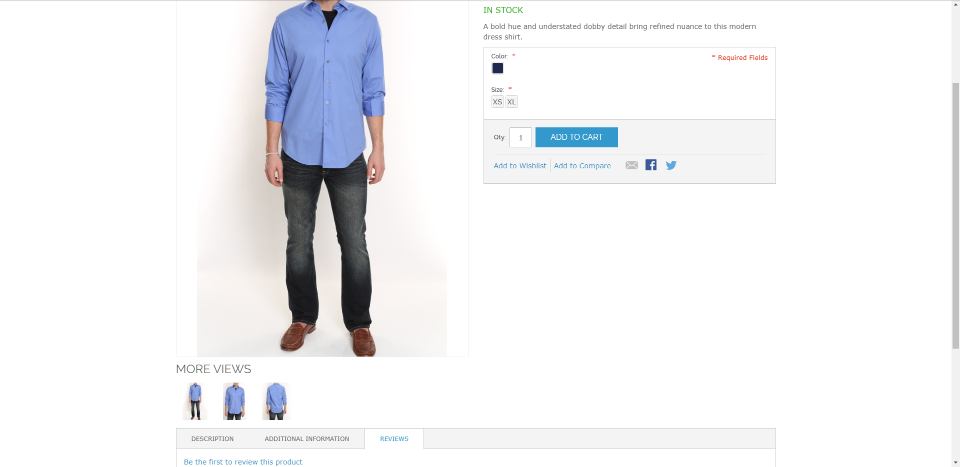 IN STOCK
A bold hue and understated dobby detail bring refined nuance to this modern
dress shirt.
Color: *
* Required Fields
Size: *
XS XL
Qty: 1 ADD TO CART
Add to Wishlist Add to Compare
MORE VIEWS
DESCRIPTION ADDITIONAL INFORMATION REVIEWS
Be the first to review this product